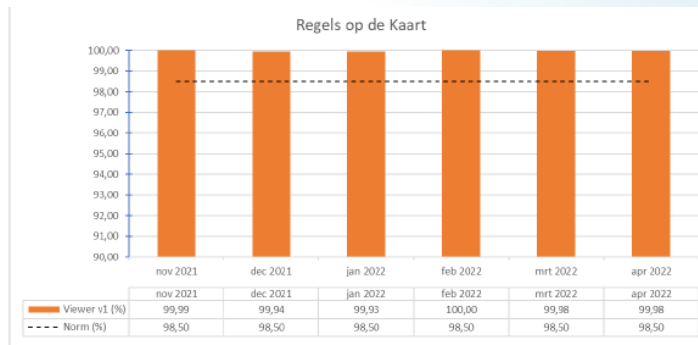 Regels op de Kaart
100,00
99,00
98,00
97,00
96,00
95,00
94,00
93,00
92,00
91,00
90,00
nov 2021 dec 2021 jan 2022 feb 2022 mrt 2022 apr 2022
nov 2021 dec 2021 jan 2022 feb 2022 mrt 2022 apr 2022
Viewer v1 (%) 99,99 99,94 99,93 100,00 99,98 99,98
Norm (%) 98,50 98,50 98,50 98,50 98,50 98,50